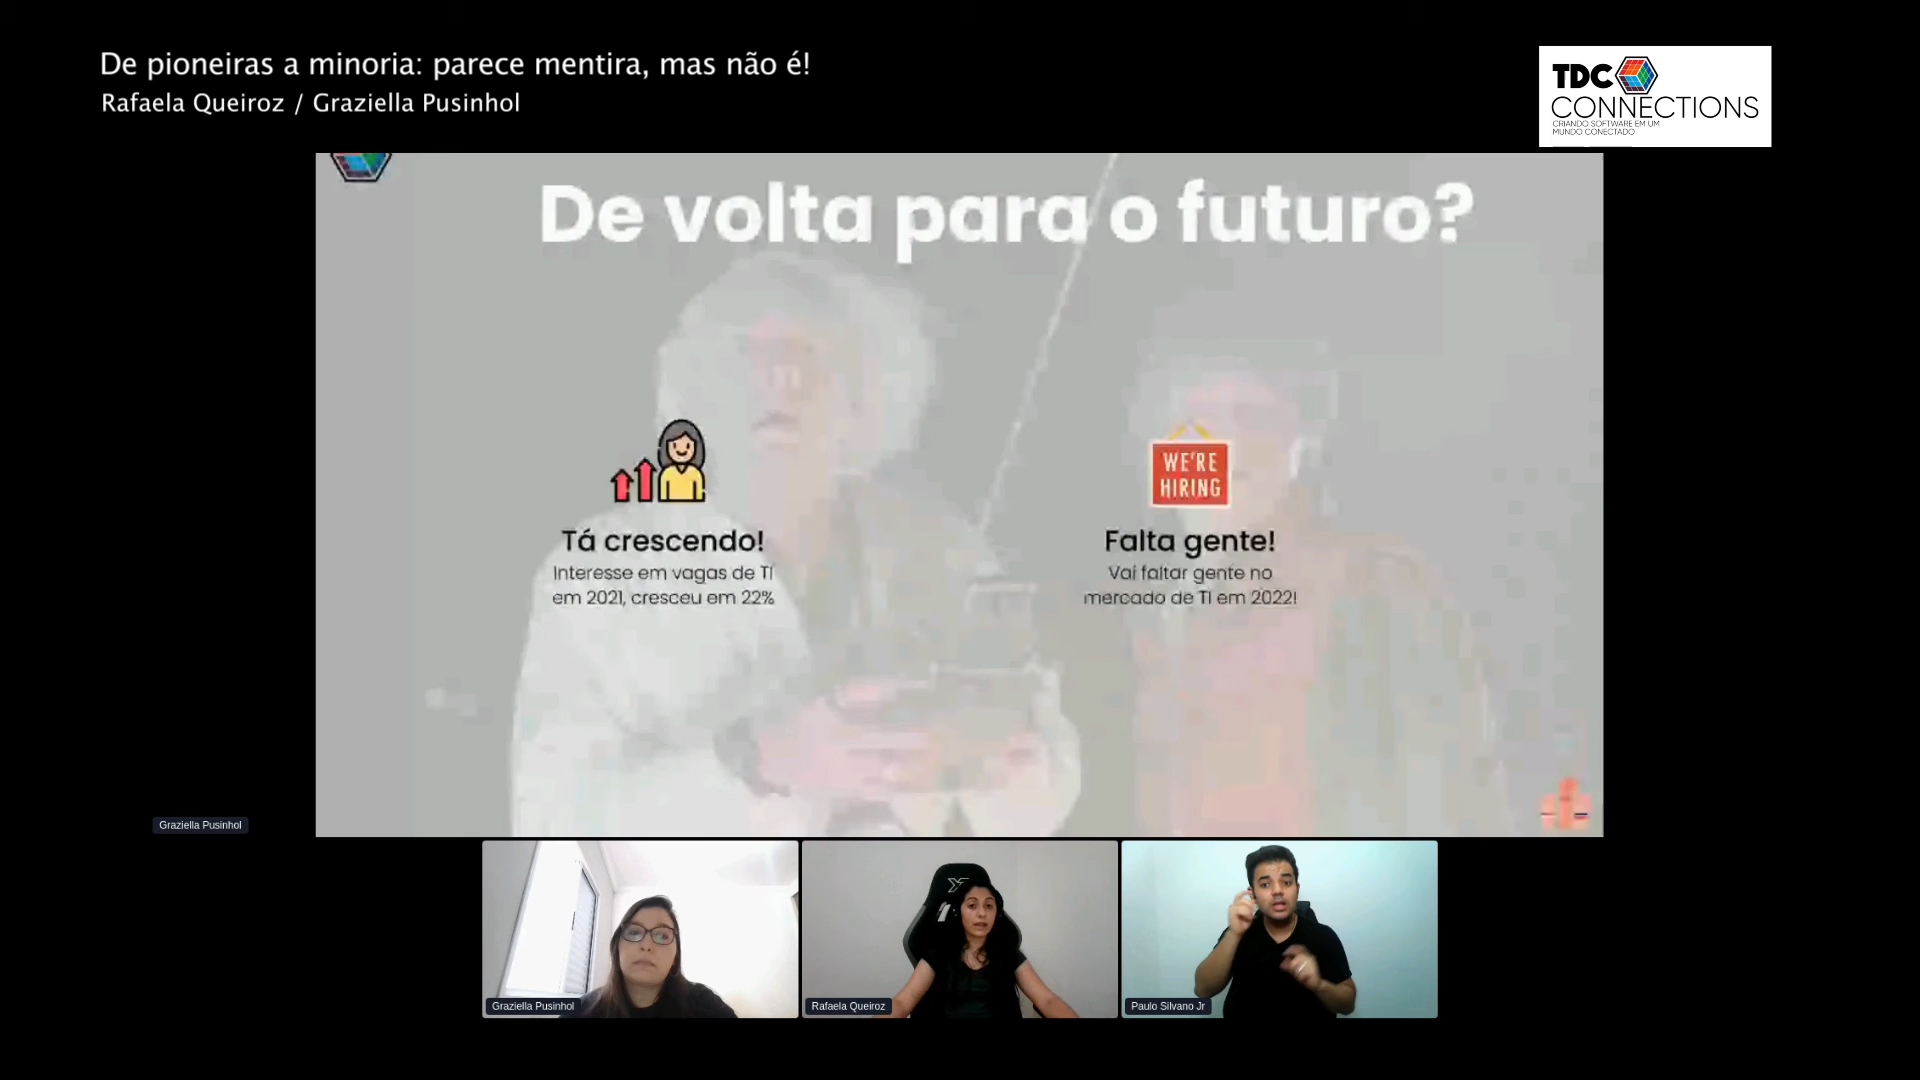 De pioneiras a minoria: parece mentira, mas não é!
Rafaela Queiroz / Graziella Pusinhol
TDC
CONNECTIONS
CRIANDO SOFTWARE EM UM
MUNDO CONECTADO
De volta para o futuro?
WE'RE
HIRING
Tá crescendo!
Interesse em vagas de TI
em 2021, cresceu em 22%
Falta gente!
Vai faltar gente no
mercado de TI em 2022!
Graziella Pusinhol
Graziella Pusinhol
Rafaela Queiroz
Paulo Silvano Jr